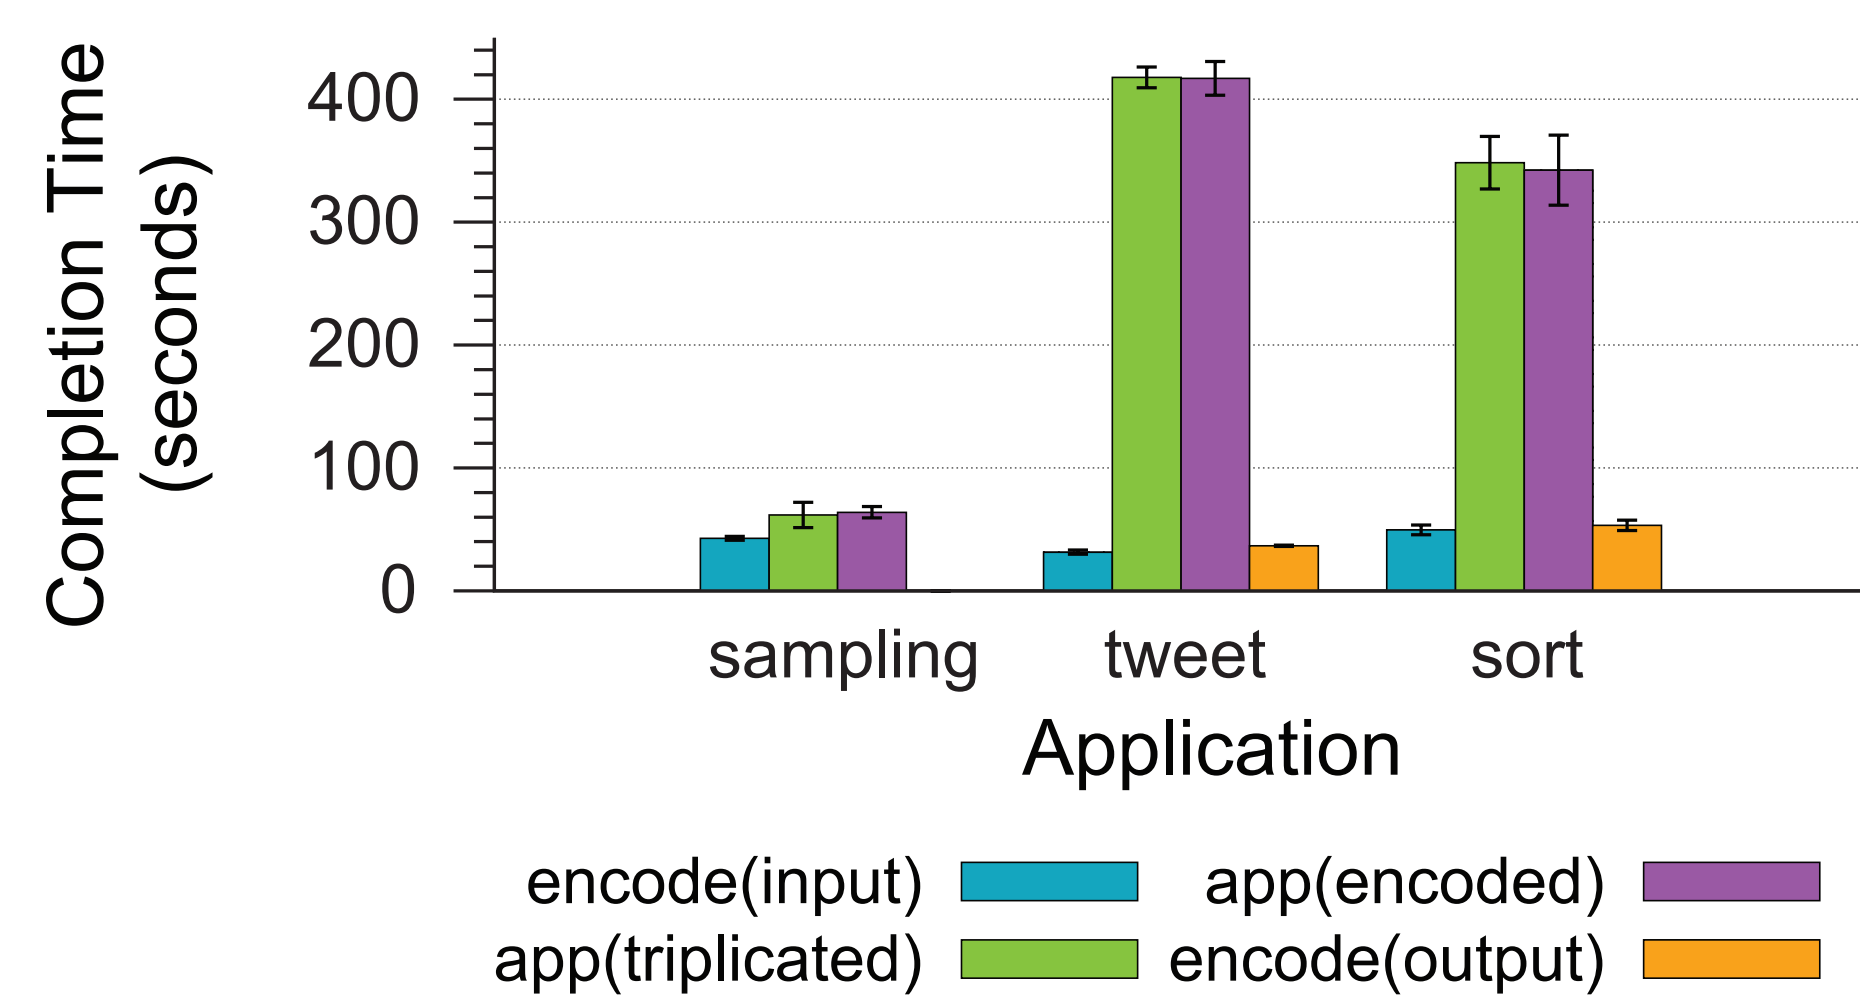 Completion Time
(seconds)
400
300
200
100
0
sampling tweet sort
Application
encode(input) app(encoded)
app(triplicated) encode(output)